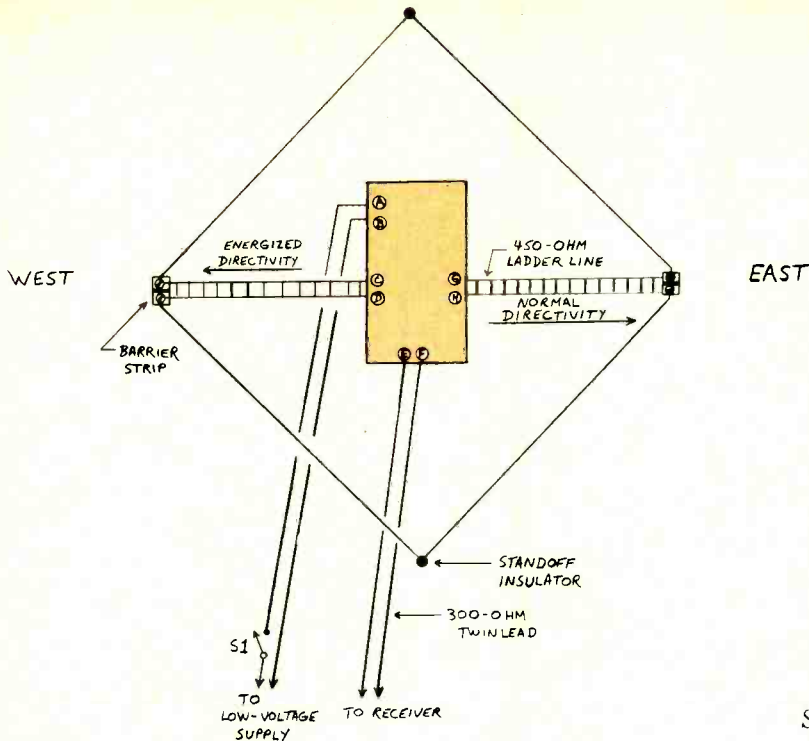 A
B
ENERGIZED
DIRECTIVITY
450-OHM
LADDER LINE
WEST
C
D
G
H
EAST
NORMAL
DIRECTIVITY
BARRIER
STRIP
E
F
STANDOFF
INSULATOR
300-OHM
TWINLEAD
S1
TO
LOW-VOLTAGE
SUPPLY
TO RECEIVER
S